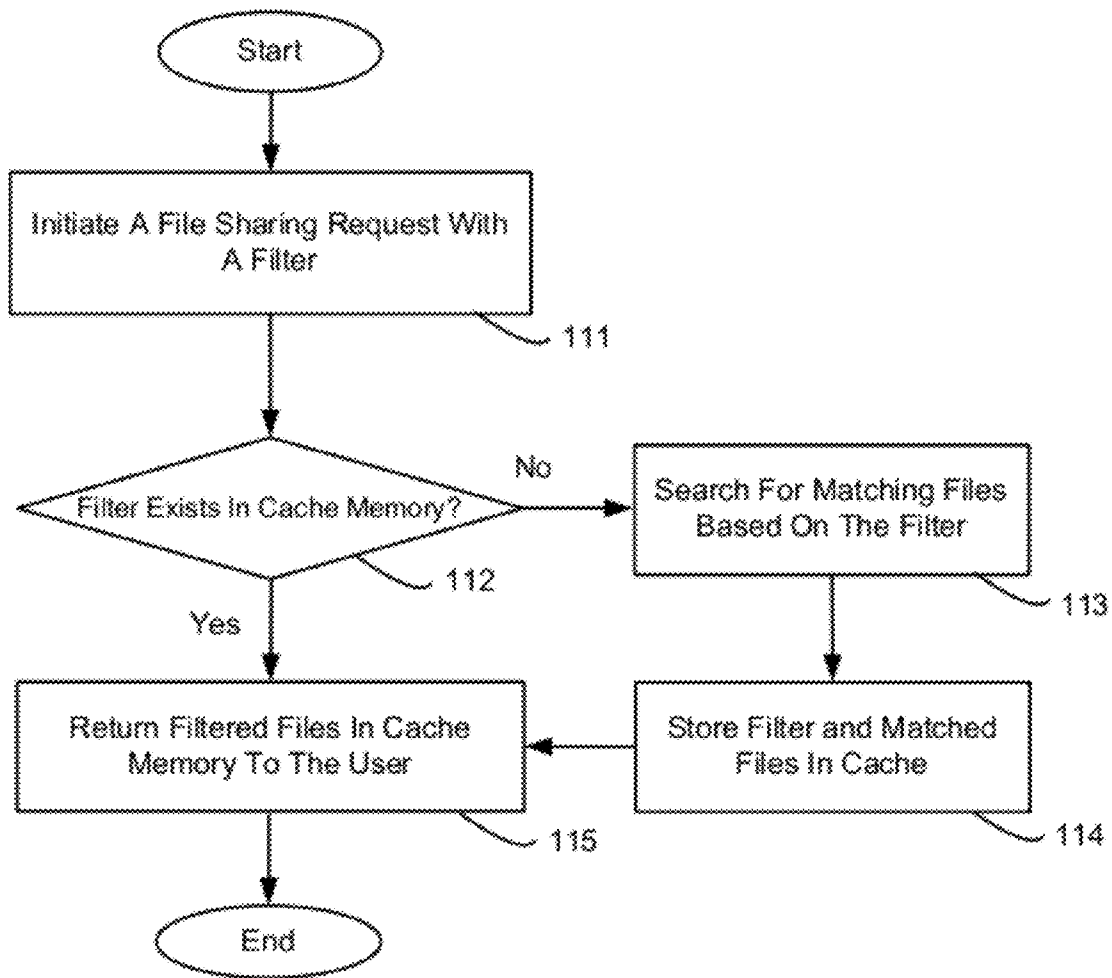 Start
Initiate A File Sharing Request With
A Filter
111
Filter Exists In Cache Memory?
112
No
Search For Matching Files
Based On The Filter
113
Yes
Return Filtered Files In Cache
Memory To The User
115
Store Filter and Matched
Files In Cache
114
End